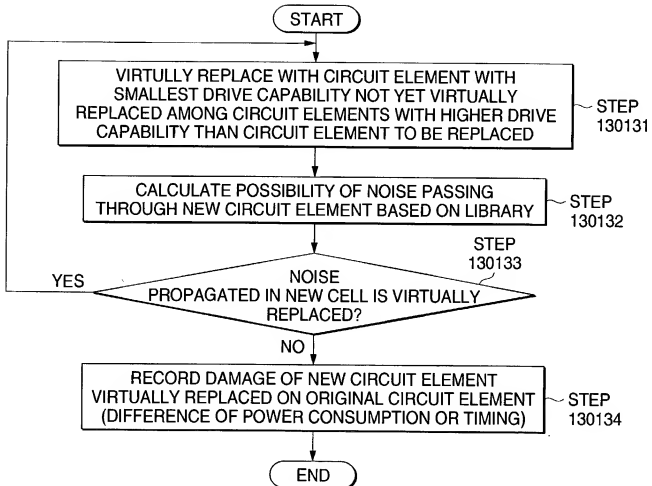 START
VIRTULLY REPLACE WITH CIRCUIT ELEMENT WITH
SMALLEST DRIVE CAPABILITY NOT YET VIRTUALLY
REPLACED AMONG CIRCUIT ELEMENTS WITH HIGHER DRIVE
CAPABILITY THAN CIRCUIT ELEMENT TO BE REPLACED
STEP
130131
CALCULATE POSSIBILITY OF NOISE PASSING
THROUGH NEW CIRCUIT ELEMENT BASED ON LIBRARY
STEP
130132
STEP
130133
YES
NOISE
PROPAGATED IN NEW CELL IS VIRTUALLY
REPLACED?
NO
RECORD DAMAGE OF NEW CIRCUIT ELEMENT
VIRTUALLY REPLACED ON ORIGINAL CIRCUIT ELEMENT
(DIFFERENCE OF POWER CONSUMPTION OR TIMING)
STEP
130134
END